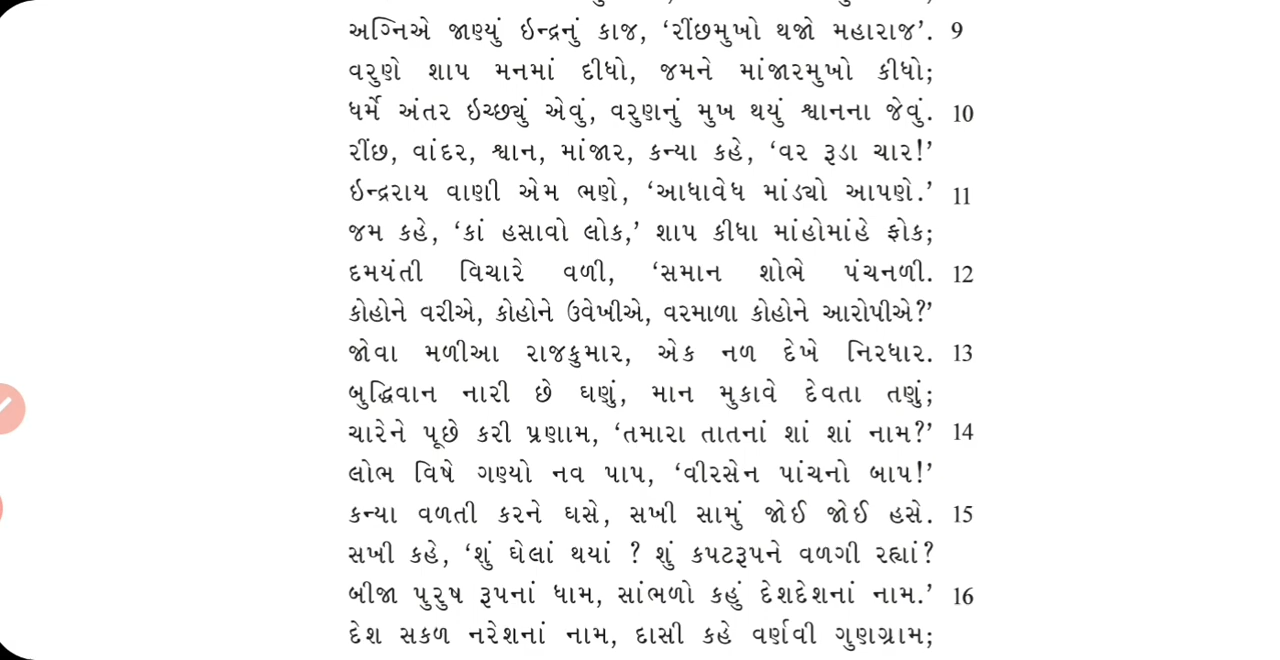 અગ્નિએ જાણ્યું ઇન્દ્રનું કાજ, ‘રીંછમુખો થજો મહારાજ’. 9
વરુણે શાપ મનમાં દીધો, જમને માંજારમુખો કીધો;
ધર્મે અંતર ઇચ્છ્યું એવું, વરુણનું મુખ થયું શ્વાનના જેવું. 10
રીંછ, વાંદર, શ્વાન, માંજાર, કન્યા કહે, ‘વર રૂડા ચાર!’
ઇન્દ્રરાય વાણી એમ ભણે, ‘આધાવેધ માંડ્યો આપણે.’ 11
જમ કહે, ‘કાં હસાવો લોક,’ શાપ કીધા માંહોમાંહે ફોક;
દમયંતી વિચારે વળી, ‘સમાન શોભે પંચનળી. 12
કોહોને વરીએ, કોહોને ઉવેખીએ, વરમાળા કોહોને આરોપીએ?’
જોવા મળીઆ રાજકુમાર, એક નળ દેખે નિરધાર. 13
બુદ્ધિવાન નારી છે ઘણું, માન મુકાવે દેવતા તણું;
ચારેને પૂછે કરી પ્રણામ, ‘તમારા તાતનાં શાં શાં નામ?’ 14
લોભ વિષે ગણ્યો નવ પાપ, ‘વીરસેન પાંચનો બાપ!’
કન્યા વળતી કરને ઘસે, સખી સામું જોઈ જોઈ હસે. 15
સખી કહે, ‘શું ઘેલાં થયાં ? શું કપટરૂપને વળગી રહ્યાં?
બીજા પુરુષ રૂપનાં ધામ, સાંભળો કહું દેશદેશનાં નામ.’ 16
દેશ સકળ નરેશનાં નામ, દાસી કહે વર્ણવી ગુણગ્રામ;